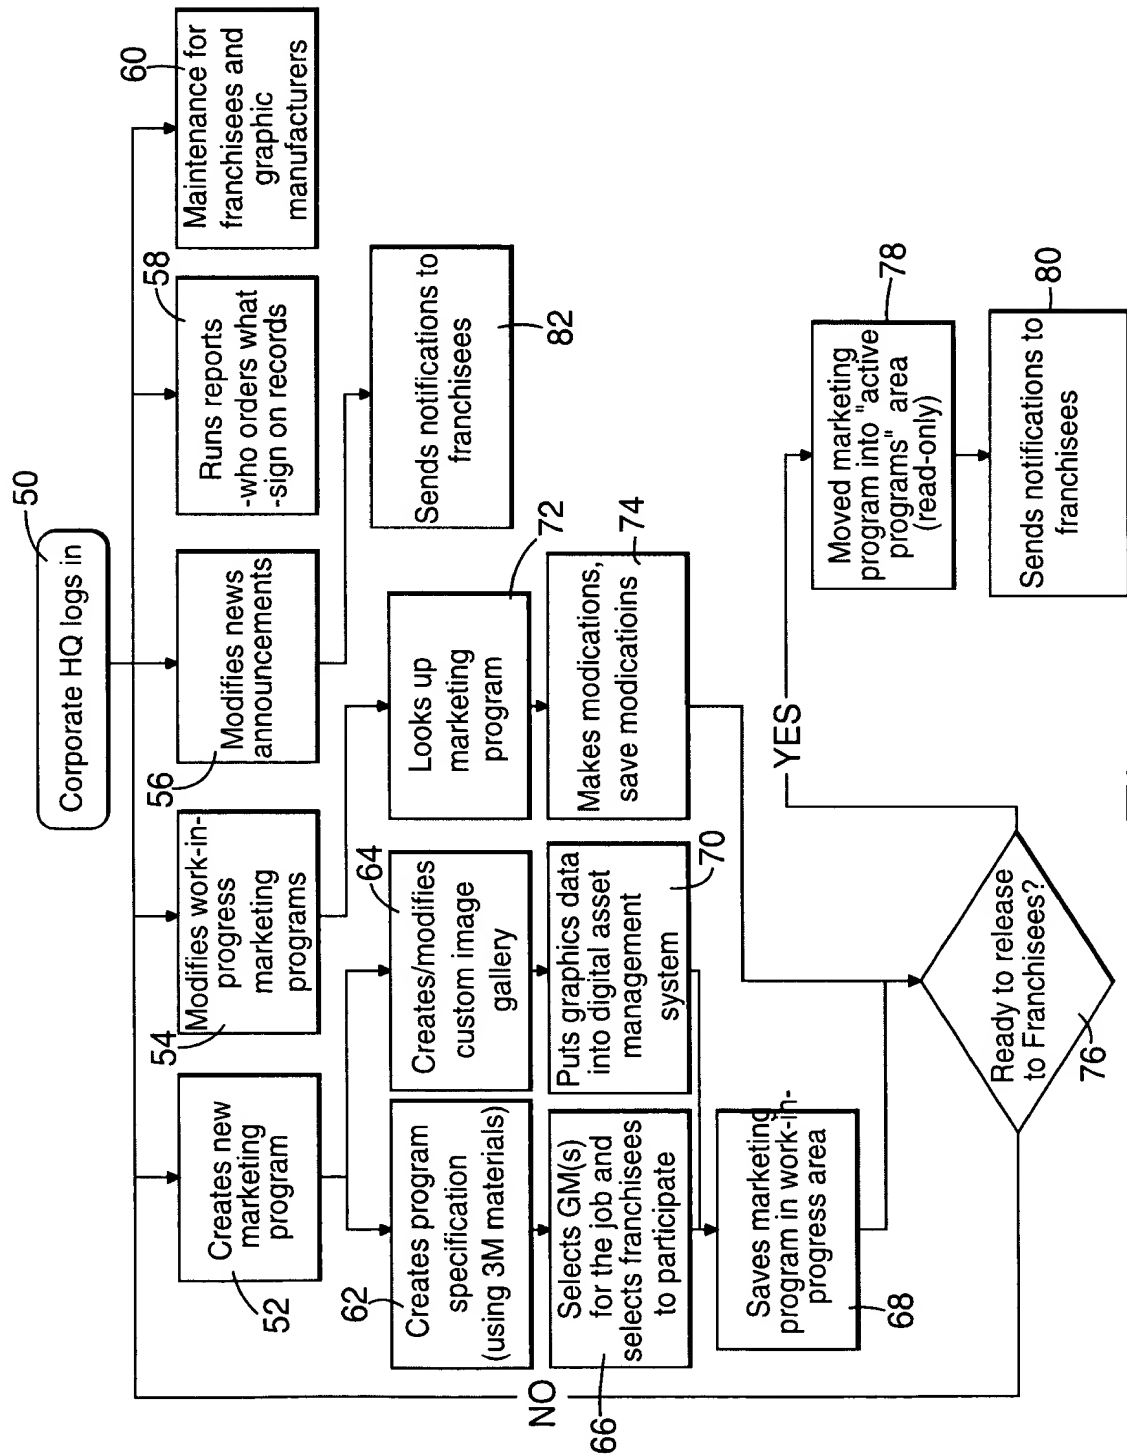 50
Corporate HQ logs in
52
Creates new
marketing
program
54
Modifies work-in-
progress
marketing
programs
56
Modifies news
announcements
58
Runs reports
-who orders what
-sign on records
60
Maintenance for
franchisees and
graphic
manufacturers
62
Creates program
specification
(using 3M materials)
64
Creates/modifies
custom image
gallery
72
Looks up
marketing
program
Sends notifications to
franchisees
82
66
Selects GM(s)
for the job and
selects franchisees
to participate
70
Puts graphics data
into digital asset
management
system
74
Makes modications,
save modicatioins
NO
Saves marketing
program in work-in-
progress area
68
YES
Moved marketing
program into "active
programs" area
(read-only)
78
Ready to release
to Franchisees?
76
Sends notifications to
franchisees
80